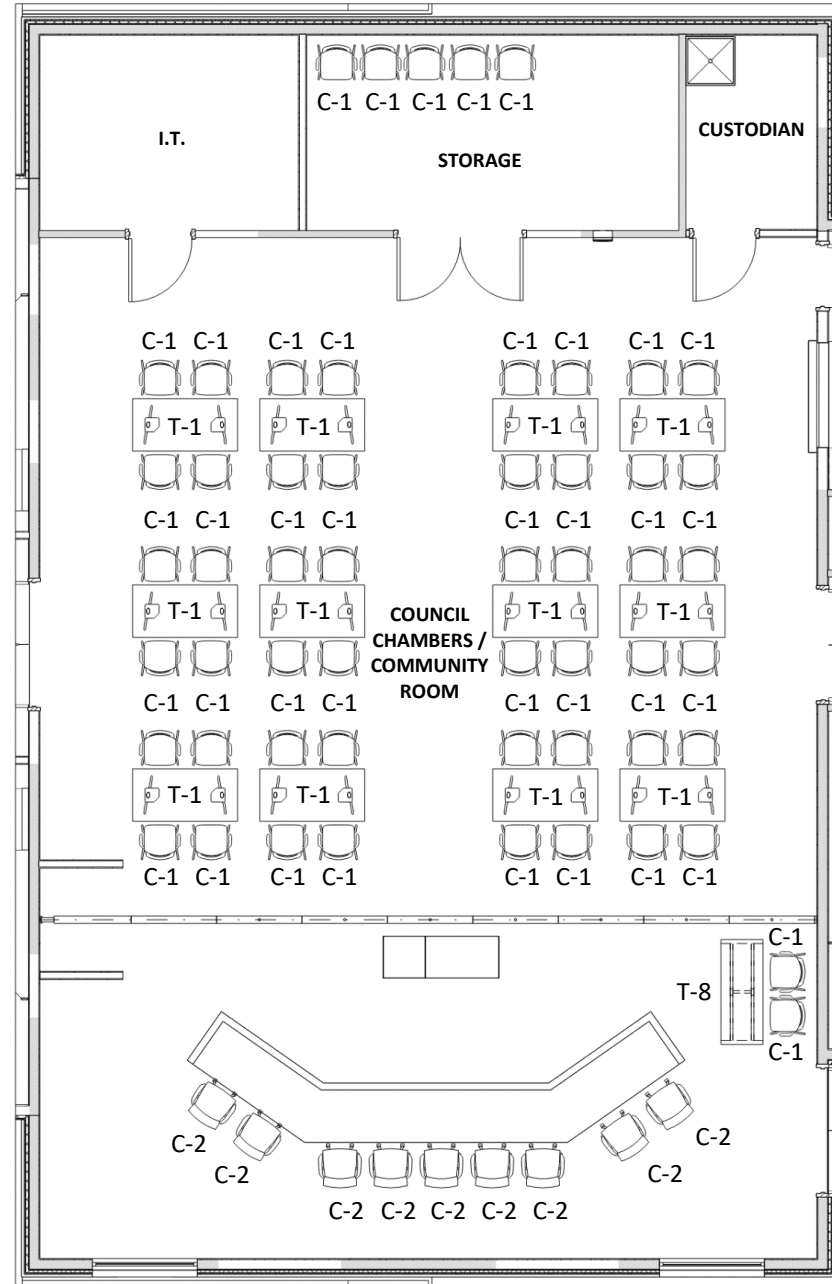 C-1 C-1 C-1 C-1 C-1
I.T.
STORAGE
CUSTODIAN
C-1 C-1 C-1 C-1 C-1 C-1 C-1 C-1
T-1 T-1 T-1 T-1
C-1 C-1 C-1 C-1 C-1 C-1 C-1 C-1
T-1 T-1 T-1 T-1
COUNCIL
CHAMBERS /
COMMUNITY
ROOM
C-1 C-1 C-1 C-1 C-1 C-1 C-1 C-1
T-1 T-1 T-1 T-1
C-1 C-1 C-1 C-1 C-1 C-1 C-1 C-1
C-1
T-8
C-1
C-2
C-2
C-2 C-2 C-2 C-2 C-2
C-2
C-2